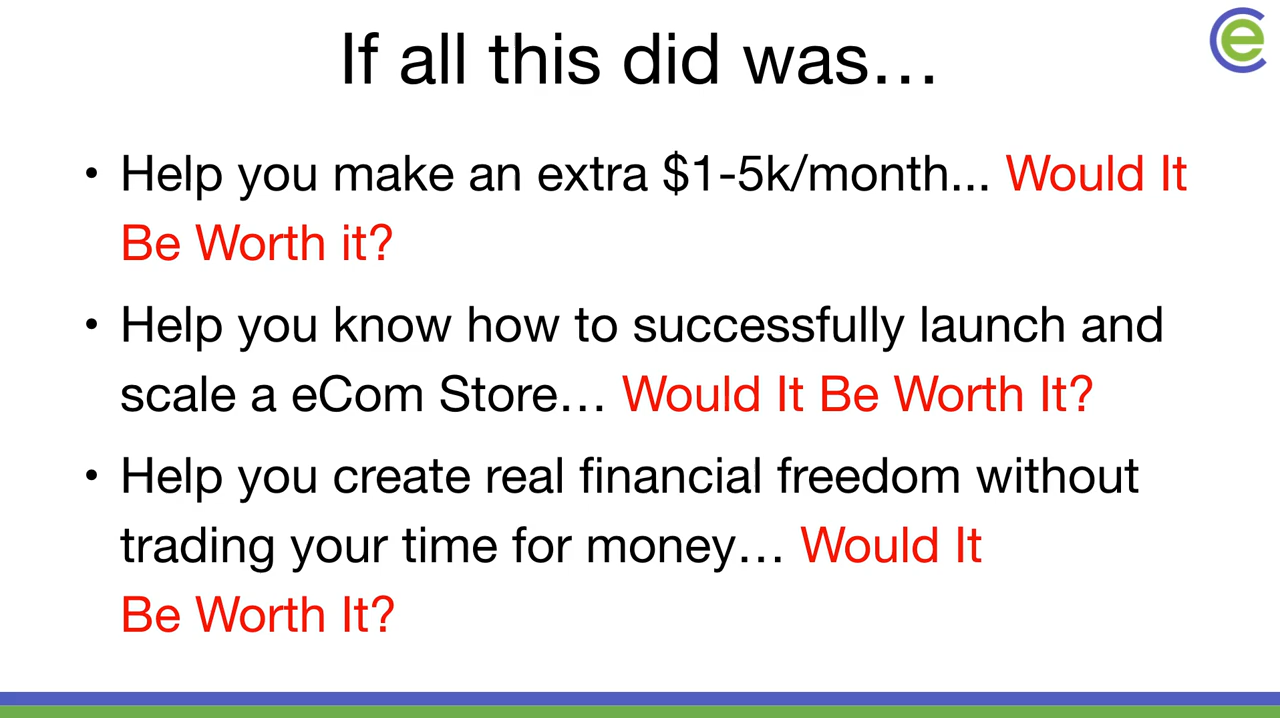 If all this did was…
• Help you make an extra $1-5k/month... Would It
Be Worth it?
• Help you know how to successfully launch and
scale a eCom Store… Would It Be Worth It?
• Help you create real financial freedom without
trading your time for money… Would It
Be Worth It?